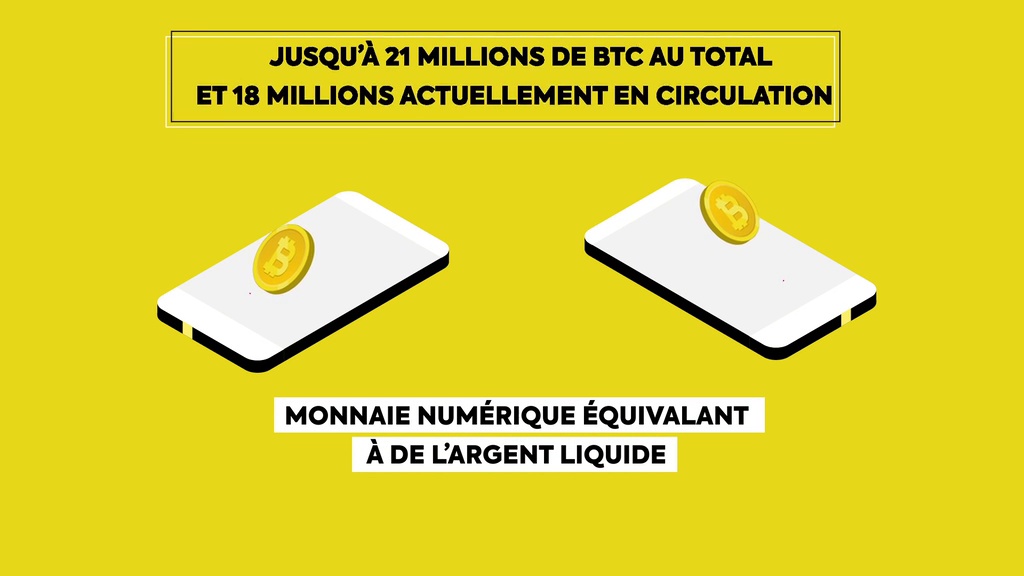 JUSQU'À 21 MILLIONS DE BTC AU TOTAL
ET 18 MILLIONS ACTUELLEMENT EN CIRCULATION
MONNAIE NUMÉRIQUE ÉQUIVALANT
À DE L'ARGENT LIQUIDE